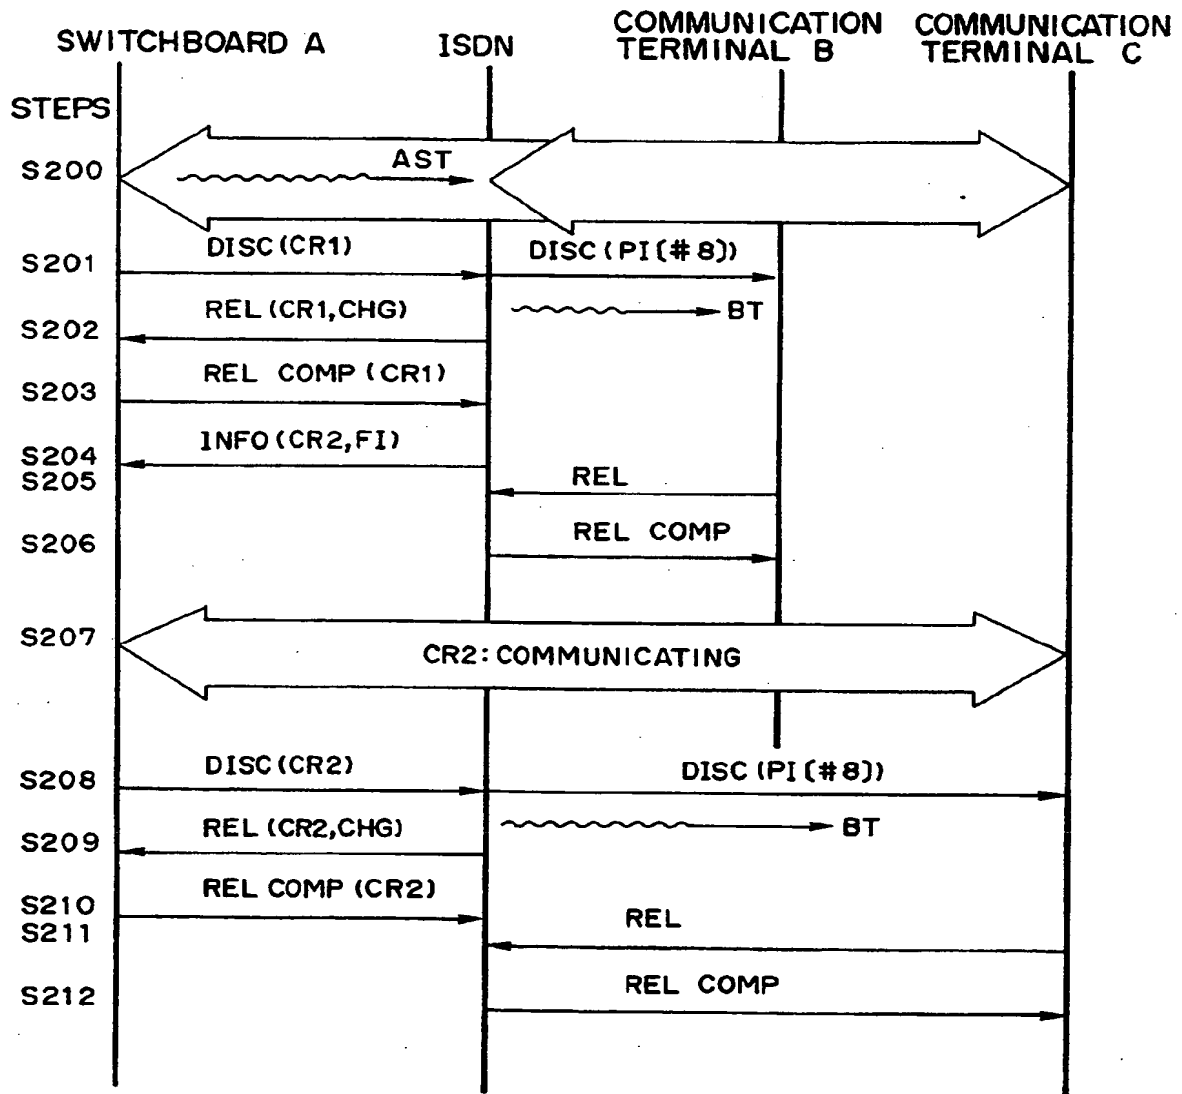 SWITCHBOARD A
ISDN
COMMUNICATION
TERMINAL B
COMMUNICATION
TERMINAL C
STEPS
S200
AST
S201
DISC(CR1)
DISC(PI(#8))
S202
REL(CR1,CHG)
BT
S203
REL COMP(CR1)
S204
INFO(CR2,FI)
S205
REL
S206
REL COMP
S207
CR2:COMMUNICATING
S208
DISC(CR2)
DISC(PI(#8))
S209
REL(CR2,CHG)
BT
S210
REL COMP(CR2)
S211
REL
S212
REL COMP